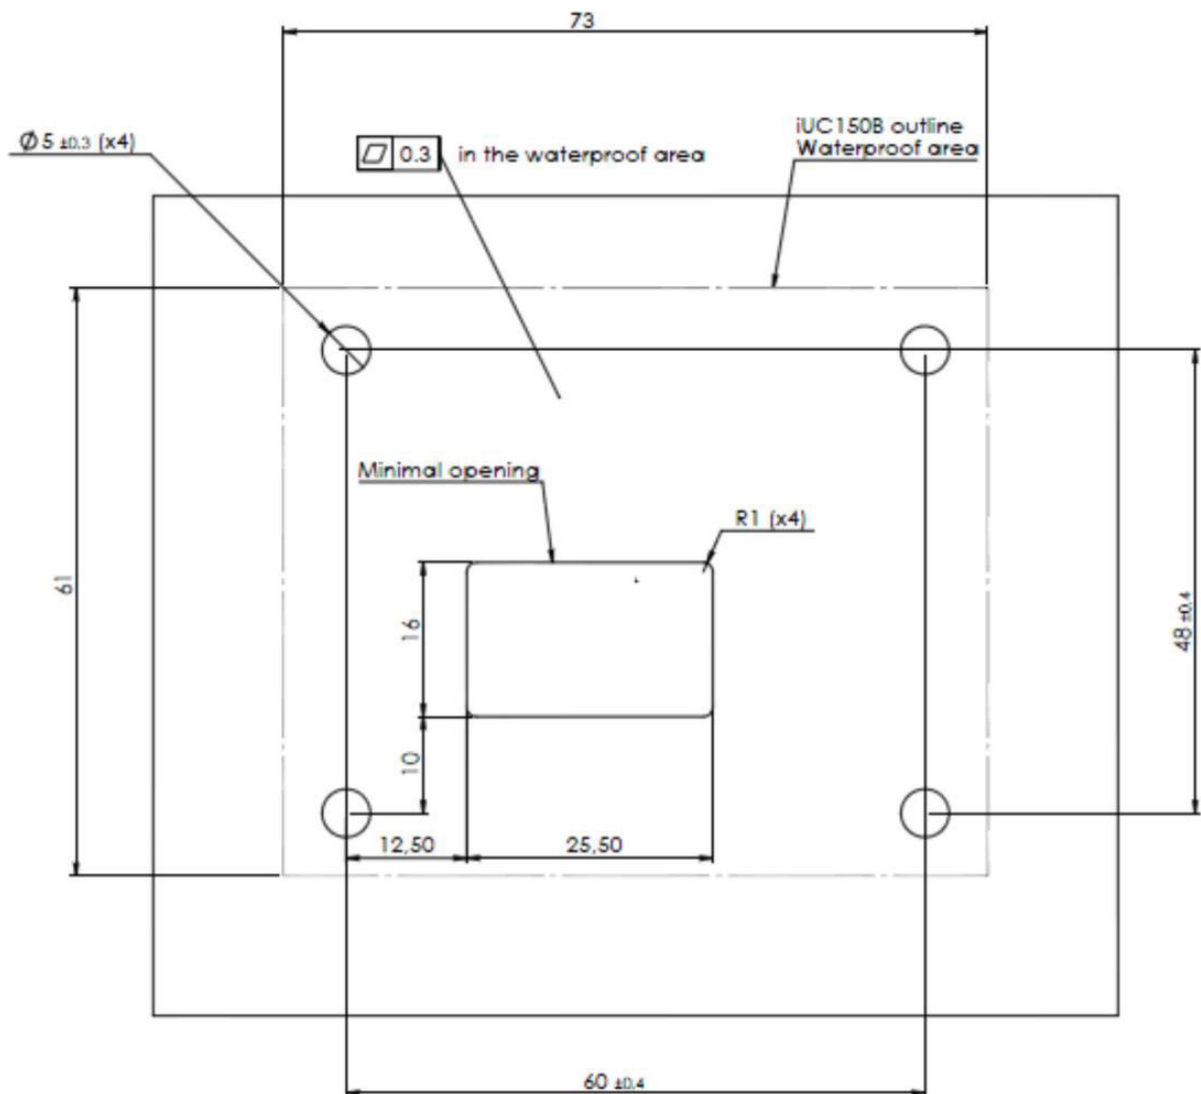 73
iUC150B outline
Waterproof area
Ø5 ±0.3 (x4)
0.3 in the waterproof area
Minimal opening
R1 (x4)
61
16
48 ±0.4
10
12,50
25,50
60 ±0.4